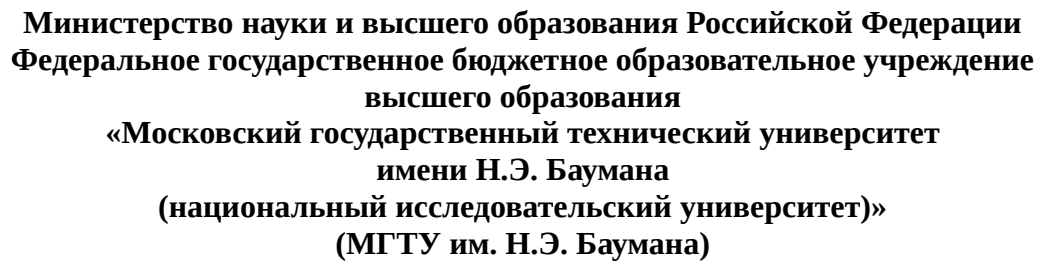 Министерство науки и высшего образования Российской Федерации
Федеральное государственное бюджетное образовательное учреждение
высшего образования
«Московский государственный технический университет
имени Н.Э. Баумана
(национальный исследовательский университет)»
(МГТУ им. Н.Э. Баумана)